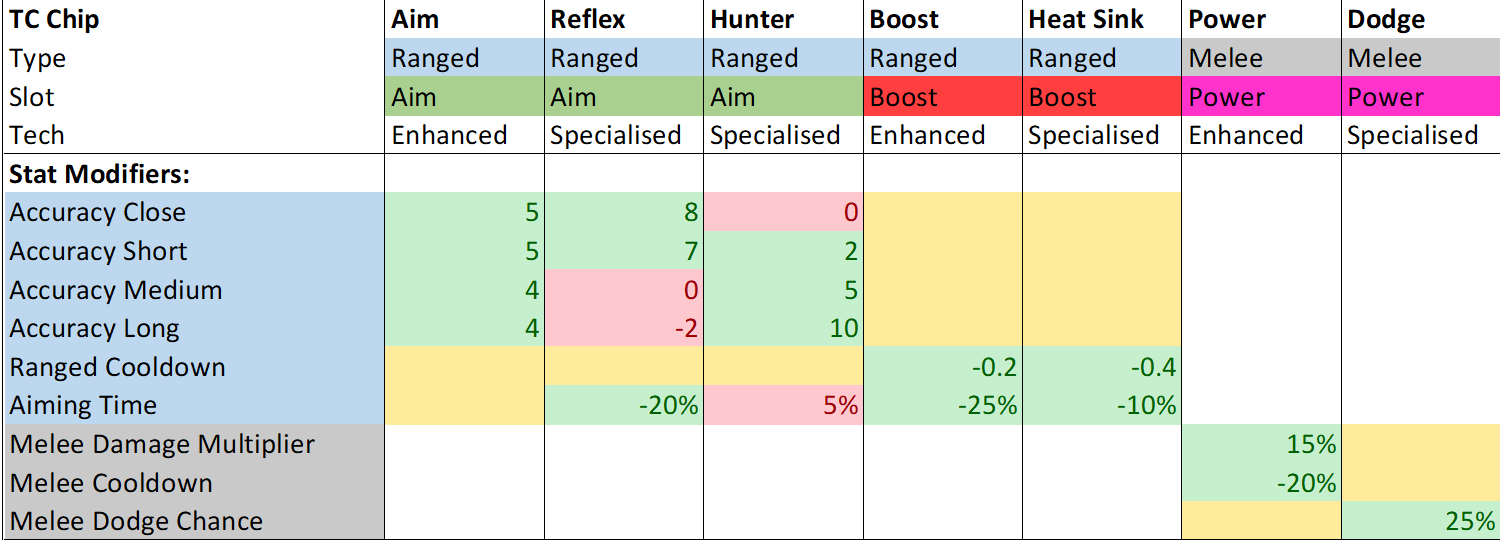 TC Chip Aim Reflex Hunter Boost Heat Sink Power Dodge
Type Ranged Ranged Ranged Ranged Ranged Melee Melee
Slot Aim Aim Aim Boost Boost Power Power
Tech Enhanced Specialised Specialised Enhanced Specialised Enhanced Specialised
Stat Modifiers:
Accuracy Close 5 8 0
Accuracy Short 5 7 2
Accuracy Medium 4 0 5
Accuracy Long 4 -2 10
Ranged Cooldown -0.2 -0.4
Aiming Time -20% 5% -25% -10%
Melee Damage Multiplier 15%
Melee Cooldown -20%
Melee Dodge Chance 25%